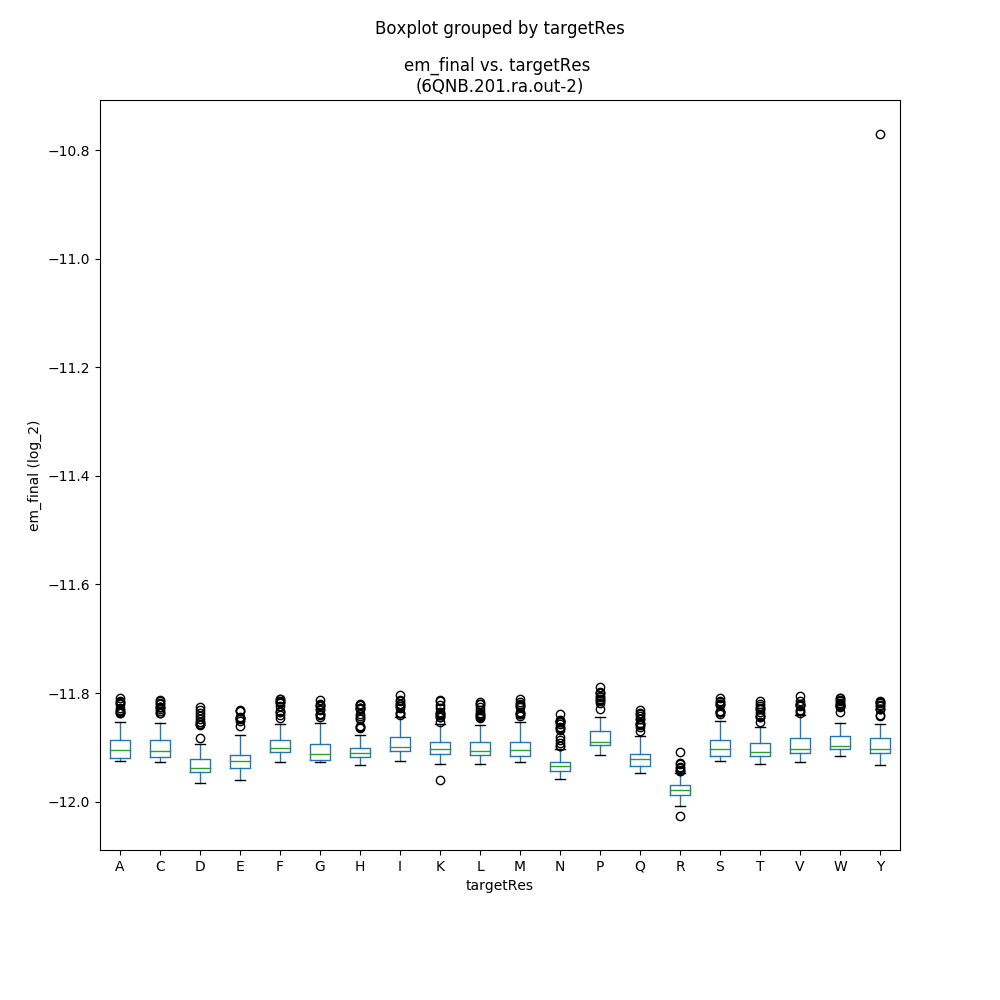 Boxplot grouped by targetRes
em_final vs. targetRes
(6QNB.201.ra.out-2)
em_final (log_2)
−10.8
−11.0
−11.2
−11.4
−11.6
−11.8
−12.0
A C D E F G H I K L M N P Q R S T V W Y
targetRes